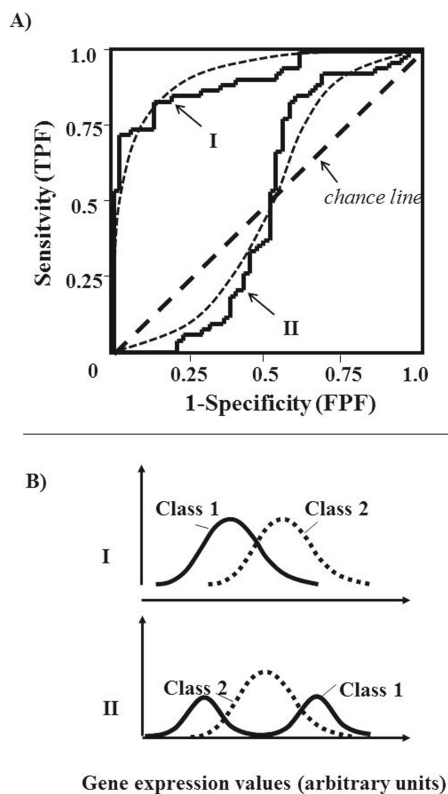 A)
1.0
0.75
0.5
0.25
0
Sensitvity (TPF)
I
chance line
II
0.25
0.5
0.75
1.0
1-Specificity (FPF)
B)
Class 1
Class 2
I
Class 2
Class 1
II
Gene expression values (arbitrary units)